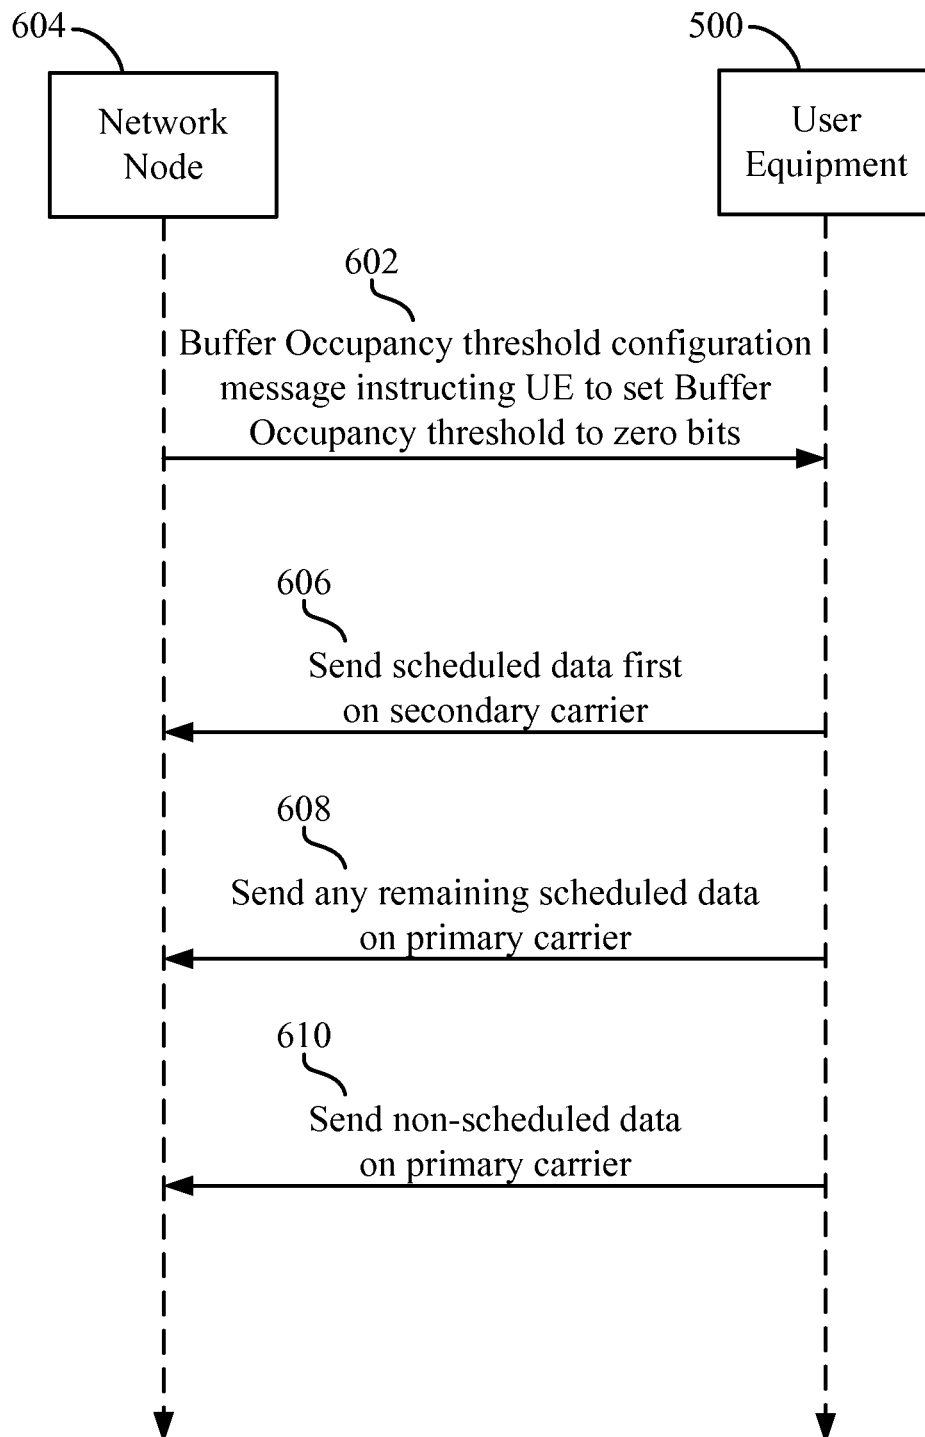 604
500
Network
Node
User
Equipment
602
Buffer Occupancy threshold configuration
message instructing UE to set Buffer
Occupancy threshold to zero bits
606
Send scheduled data first
on secondary carrier
608
Send any remaining scheduled data
on primary carrier
610
Send non-scheduled data
on primary carrier